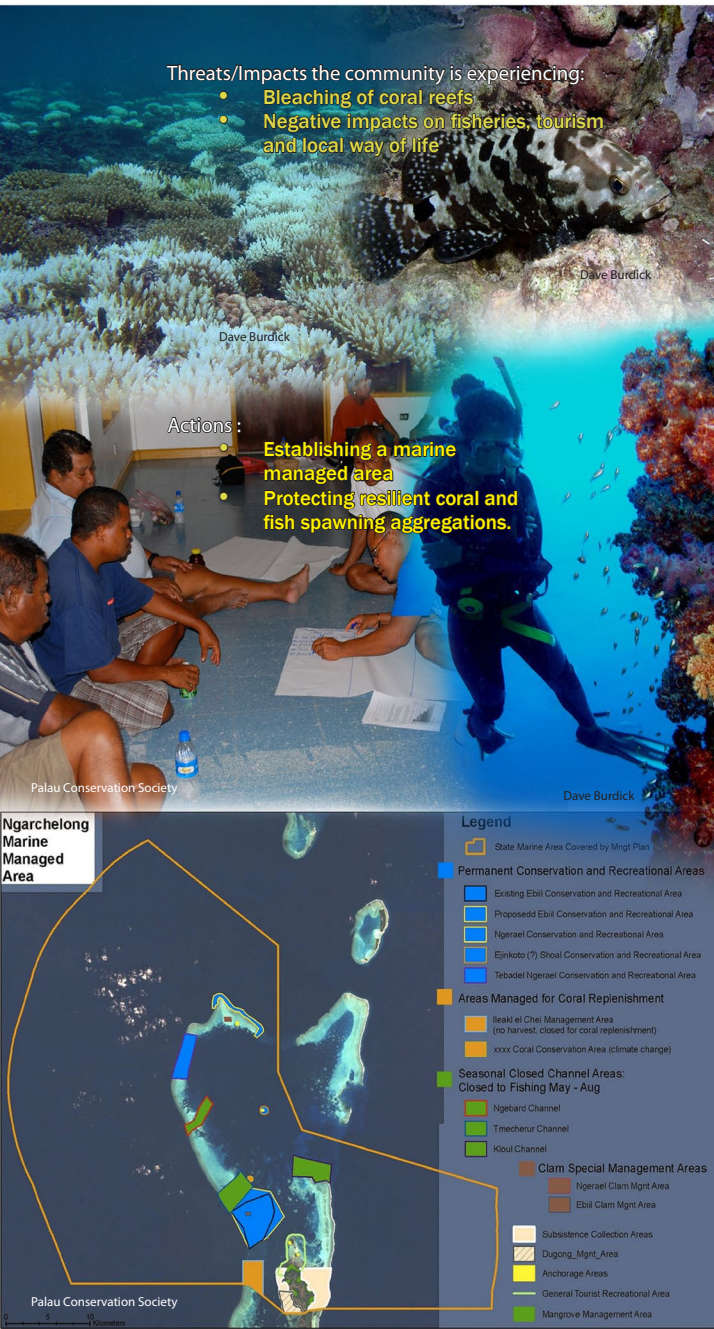 Threats/Impacts the community is experiencing:
• Bleaching of coral reefs
• Negative impacts on fisheries, tourism
and local way of life
Dave Burdick
Dave Burdick
Actions :
• Establishing a marine
managed area
• Protecting resilient coral and
fish spawning aggregations.
Palau Conservation Society
Dave Burdick
Ngarchelong
Marine
Managed
Area
Legend
State Marine Area Covered by Mngt Plan
Permanent Conservation and Recreational Areas
Existing Ebiil Conservation and Recreational Area
Proposedd Ebiil Conservation and Recreational Area
Ngerael Conservation and Recreational Area
Ejinkoto (?) Shoal Conservation and Recreational Area
Tebadel Ngerael Conservation and Recreational Area
Areas Managed for Coral Replenishment
Ileakl el Chei Management Area
(no harvest, closed for coral replenishment)
xxxx Coral Conservation Area (climate change)
Seasonal Closed Channel Areas:
Closed to Fishing May - Aug
Ngebard Channel
Tmecherur Channel
Kloul Channel
Clam Special Management Areas
Ngerael Clam Mgnt Area
Ebiil Clam Mgnt Area
Subsistence Collection Areas
Dugong_Mgnt_Area
Anchorage Areas
General Tourist Recreational Area
Mangrove Management Area
Palau Conservation Society
0 5 10
Kilometers